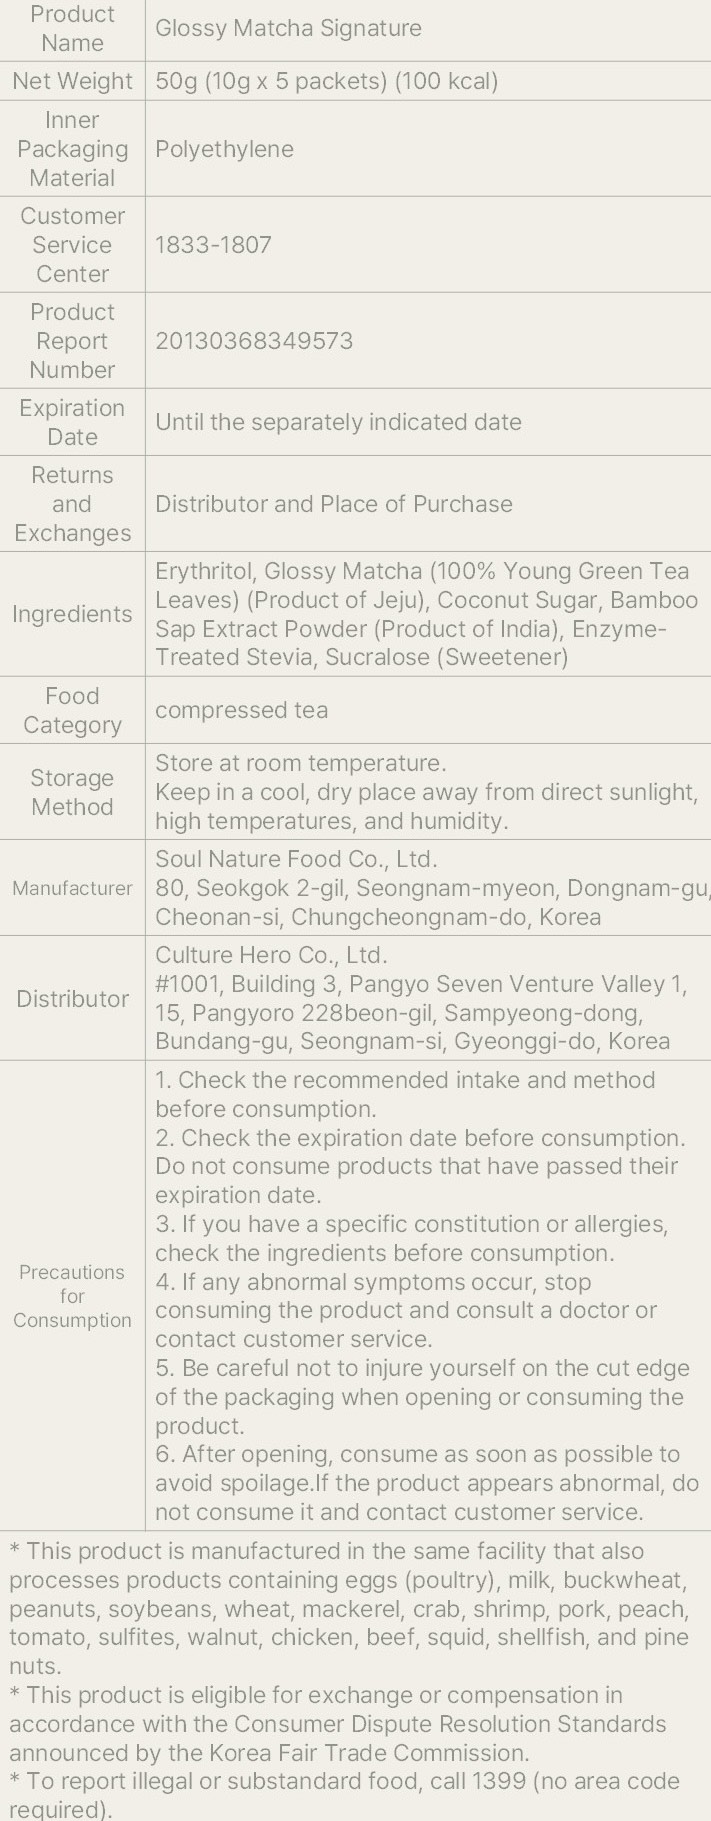 Product
Name
Glossy Matcha Signature
Net Weight
50g (10g x 5 packets) (100 kcal)
Inner
Packaging
Material
Polyethylene
Customer
Service
Center
1833-1807
Product
Report
Number
20130368349573
Expiration
Date
Until the separately indicated date
Returns
and
Exchanges
Distributor and Place of Purchase
Ingredients
Erythritol, Glossy Matcha (100% Young Green Tea
Leaves) (Product of Jeju), Coconut Sugar, Bamboo
Sap Extract Powder (Product of India), Enzyme-
Treated Stevia, Sucralose (Sweetener)
Food
Category
compressed tea
Storage
Method
Store at room temperature.
Keep in a cool, dry place away from direct sunlight,
high temperatures, and humidity.
Manufacturer
Soul Nature Food Co., Ltd.
80, Seokgok 2-gil, Seongnam-myeon, Dongnam-gu,
Cheonan-si, Chungcheongnam-do, Korea
Distributor
Culture Hero Co., Ltd.
#1001, Building 3, Pangyo Seven Venture Valley 1,
15, Pangyoro 228beon-gil, Sampyeong-dong,
Bundang-gu, Seongnam-si, Gyeonggi-do, Korea
Precautions
for
Consumption
1. Check the recommended intake and method
before consumption.
2. Check the expiration date before consumption.
Do not consume products that have passed their
expiration date.
3. If you have a specific constitution or allergies,
check the ingredients before consumption.
4. If any abnormal symptoms occur, stop
consuming the product and consult a doctor or
contact customer service.
5. Be careful not to injure yourself on the cut edge
of the packaging when opening or consuming the
product.
6. After opening, consume as soon as possible to
avoid spoilage.If the product appears abnormal, do
not consume it and contact customer service.
* This product is manufactured in the same facility that also
processes products containing eggs (poultry), milk, buckwheat,
peanuts, soybeans, wheat, mackerel, crab, shrimp, pork, peach,
tomato, sulfites, walnut, chicken, beef, squid, shellfish, and pine
nuts.
* This product is eligible for exchange or compensation in
accordance with the Consumer Dispute Resolution Standards
announced by the Korea Fair Trade Commission.
* To report illegal or substandard food, call 1399 (no area code
required).